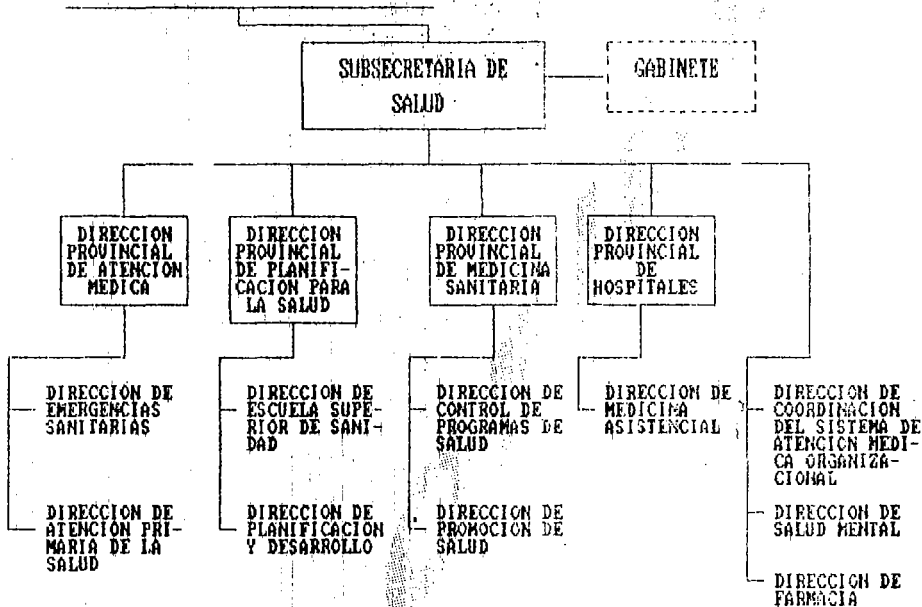 SUBSECRETARIA DE
SALUD
GABINETE
DIRECCION
PROVINCIAL
DE ATENCION
MEDICA
DIRECCION
PROVINCIAL
DE PLANIFI-
CACION PARA
LA SALUD
DIRECCION
PROVINCIAL
DE MEDICINA
SANITARIA
DIRECCION
PROVINCIAL
DE
HOSPITALES
DIRECCION DE
EMERGENCIAS
SANITARIAS
DIRECCION DE
ESCUELA SUPE-
RIOR DE SANI-
DAD
DIRECCION DE
CONTROL DE
PROGRAMAS DE
SALUD
DIRECCION DE
MEDICINA
ASISTENCIAL
DIRECCION DE
COORDINACION
DEL SISTEMA DE
ATENCION MEDI-
CA ORGANIZA-
CIONAL
DIRECCION DE
ATENCION PRI-
MARIA DE LA
SALUD
DIRECCION DE
PLANIFICACION
Y DESARROLLO
DIRECCION DE
PROMOCION DE
SALUD
DIRECCION DE
SALUD MENTAL
DIRECCION DE
FARMACIA